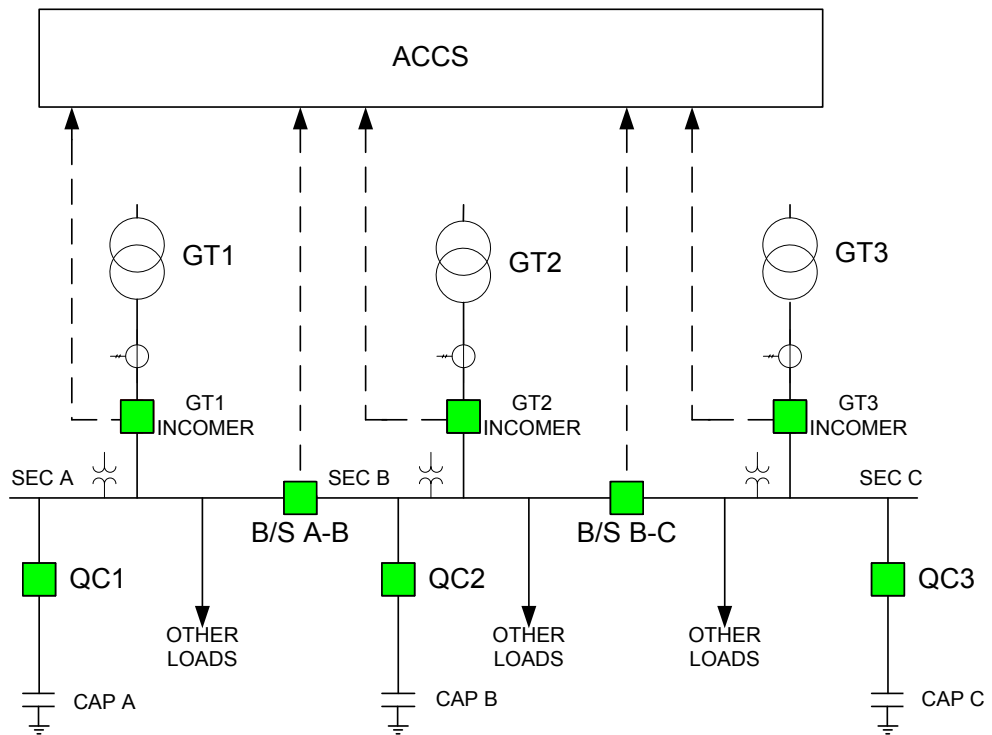 ACCS
GT1
GT2
GT3
GT1
INCOMER
GT2
INCOMER
GT3
INCOMER
SEC A
SEC B
SEC C
B/S A-B
B/S B-C
QC1
QC2
QC3
OTHER
LOADS
OTHER
LOADS
OTHER
LOADS
CAP A
CAP B
CAP C